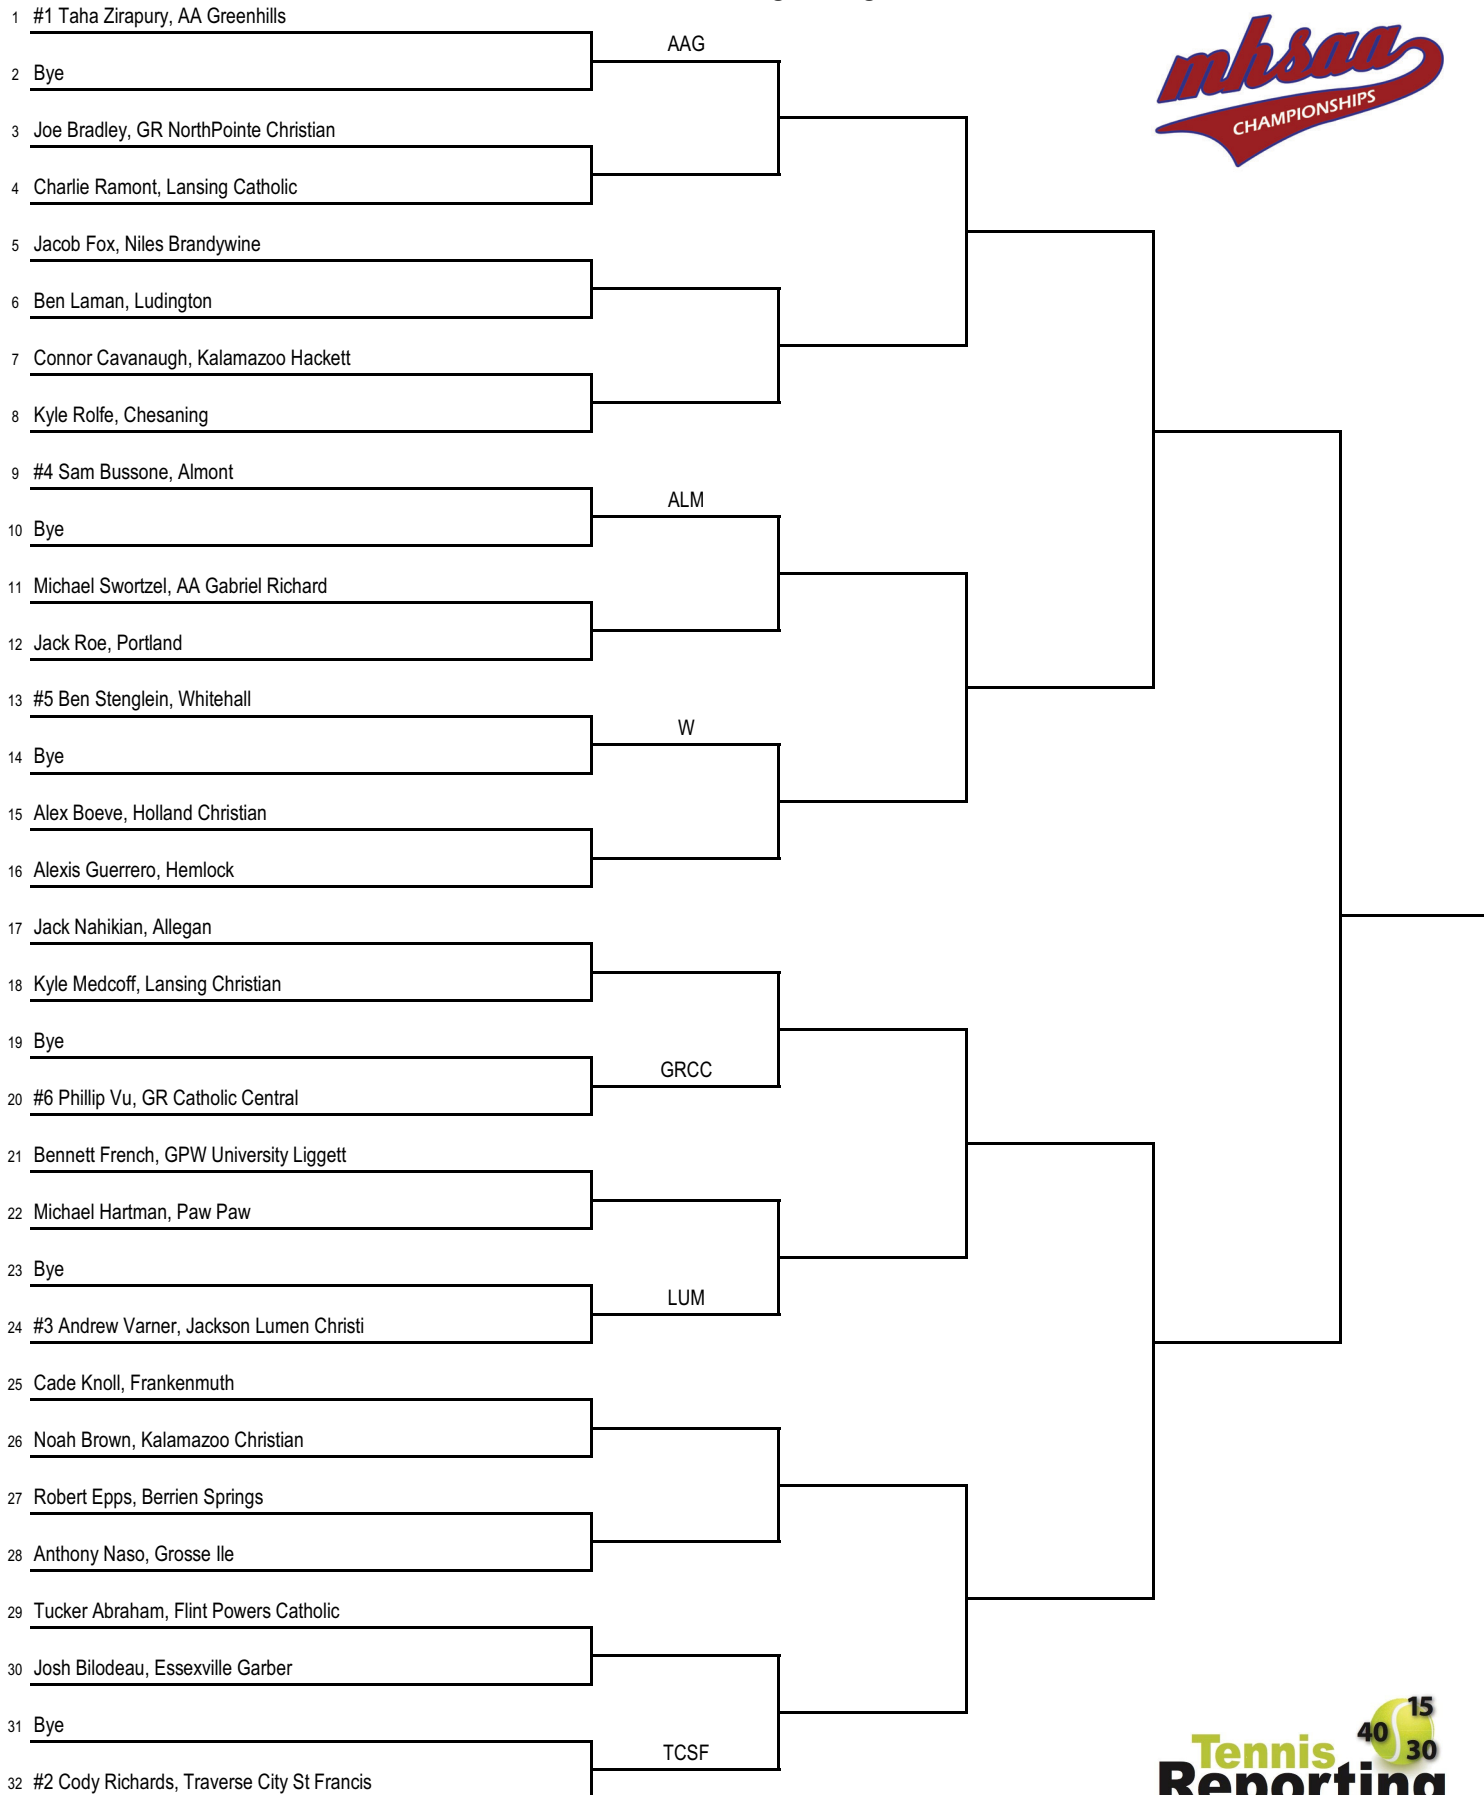 1 #1 Taha Zirapury, AA Greenhills
AAG
2 Bye
3 Joe Bradley, GR NorthPointe Christian
4 Charlie Ramont, Lansing Catholic
mhsaa
CHAMPIONSHIPS
5 Jacob Fox, Niles Brandywine
6 Ben Laman, Ludington
7 Connor Cavanaugh, Kalamazoo Hackett
8 Kyle Rolfe, Chesaning
9 #4 Sam Bussone, Almont
ALM
10 Bye
11 Michael Swortzel, AA Gabriel Richard
12 Jack Roe, Portland
13 #5 Ben Stenglein, Whitehall
W
14 Bye
15 Alex Boeve, Holland Christian
16 Alexis Guerrero, Hemlock
17 Jack Nahikian, Allegan
18 Kyle Medcoff, Lansing Christian
19 Bye
GRCC
20 #6 Phillip Vu, GR Catholic Central
21 Bennett French, GPW University Liggett
22 Michael Hartman, Paw Paw
23 Bye
LUM
24 #3 Andrew Varner, Jackson Lumen Christi
25 Cade Knoll, Frankenmuth
26 Noah Brown, Kalamazoo Christian
27 Robert Epps, Berrien Springs
28 Anthony Naso, Grosse Ile
29 Tucker Abraham, Flint Powers Catholic
30 Josh Bilodeau, Essexville Garber
31 Bye
TCSF
32 #2 Cody Richards, Traverse City St Francis
15
40
30
Tennis
Reporting